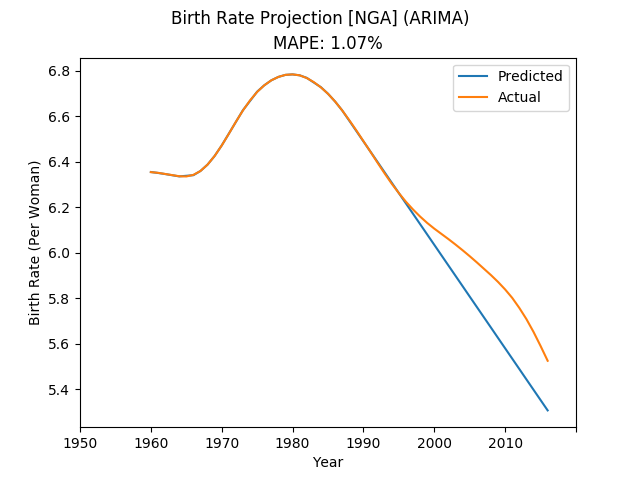 Birth Rate Projection [NGA] (ARIMA)
MAPE: 1.07%
Predicted
Actual
Birth Rate (Per Woman)
6.8
6.6
6.4
6.2
6.0
5.8
5.6
5.4
1950 1960 1970 1980 1990 2000 2010
Year